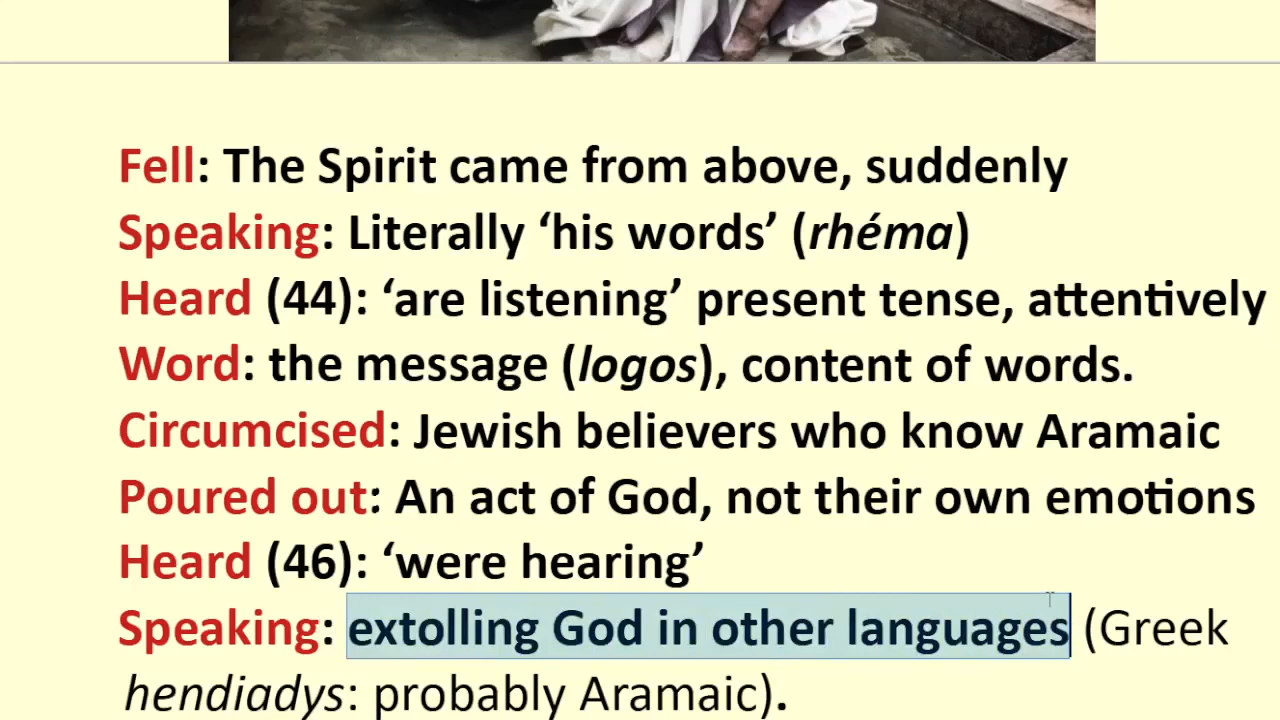 Fell: The Spirit came from above, suddenly
Speaking: Literally ‘his words’ (rhéma)
Heard (44): ‘are listening’ present tense, attentively
Word: the message (logos), content of words.
Circumcised: Jewish believers who know Aramaic
Poured out: An act of God, not their own emotions
Heard (46): ‘were hearing’
Speaking: extolling God in other languages (Greek
hendiadys: probably Aramaic).